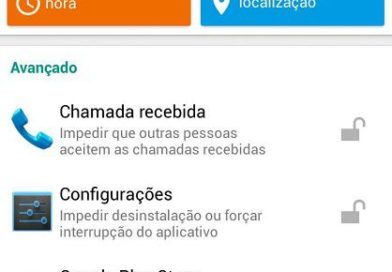 hora
localização
Avançado
Chamada recebida
Impedir que outras pessoas
aceitem as chamadas recebidas
Configurações
Impedir desinstalação ou forçar
interrupção do aplicativo